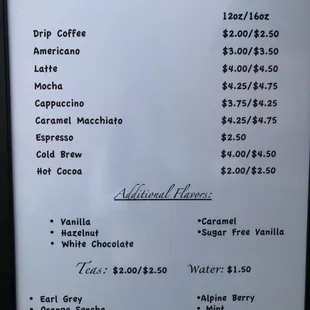 12oz/16oz
Drip Coffee $2.00/$2.50
Americano $3.00/$3.50
Latte $4.00/$4.50
Mocha $4.25/$4.75
Cappuccino $3.75/4.25
Caramel Macchiato $4.25/$4.75
Espresso $2.50
Cold Brew $4.00/$4.50
Hot Cocoa $2.00/$2.50
Additional Flavors:
• Vanilla •Caramel
• Hazelnut •Sugar Free Vanilla
• White Chocolate
Teas: $2.00/$2.50 Water: $1.50
• Earl Grey •Alpine Berry
• Orange Sencha • Mint